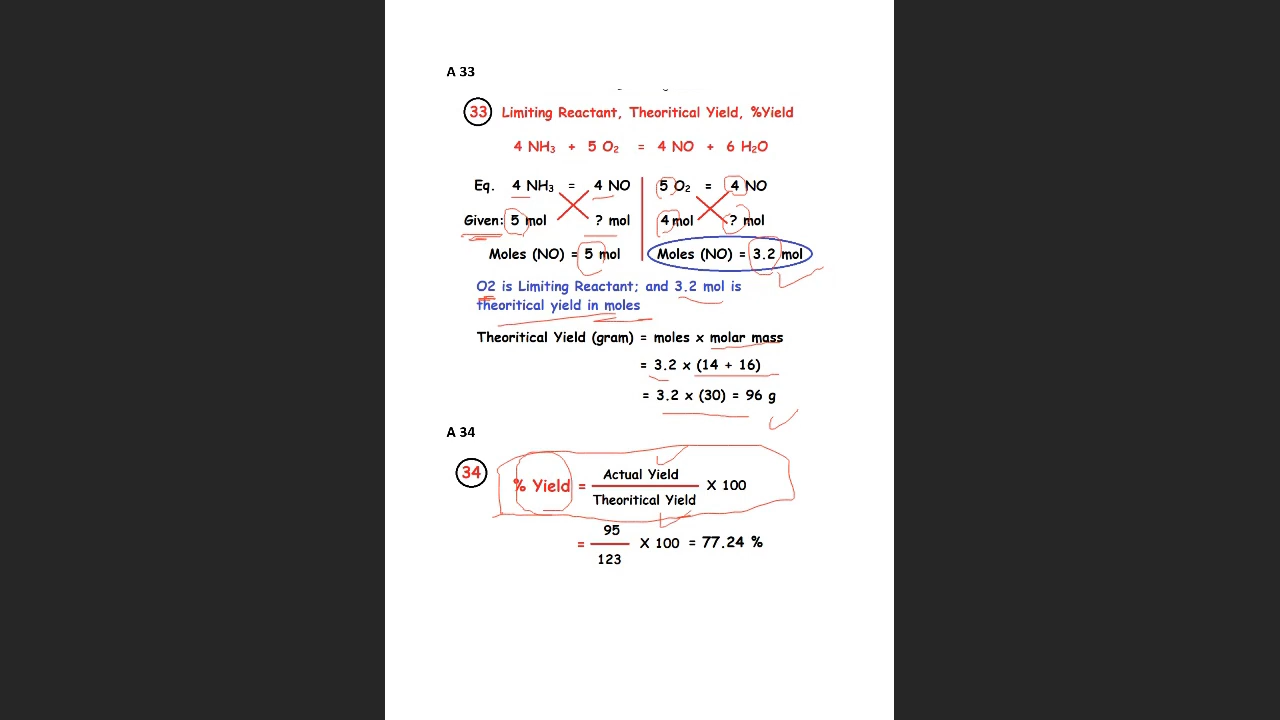 A 33
33 Limiting Reactant, Theoritical Yield, %Yield
4 NH₃ + 5 O₂ = 4 NO + 6 H₂O
Eq. 4 NH₃ = 4 NO
Given: 5 mol ? mol
Moles (NO) = 5 mol
5 O₂ = 4 NO
4 mol ? mol
Moles (NO) = 3.2 mol
O2 is Limiting Reactant; and 3.2 mol is
theoritical yield in moles
Theoritical Yield (gram) = moles x molar mass
= 3.2 x (14 + 16)
= 3.2 x (30) = 96 g
A 34
34
% Yield = Actual Yield / Theoritical Yield X 100
= 95 / 123 X 100 = 77.24 %